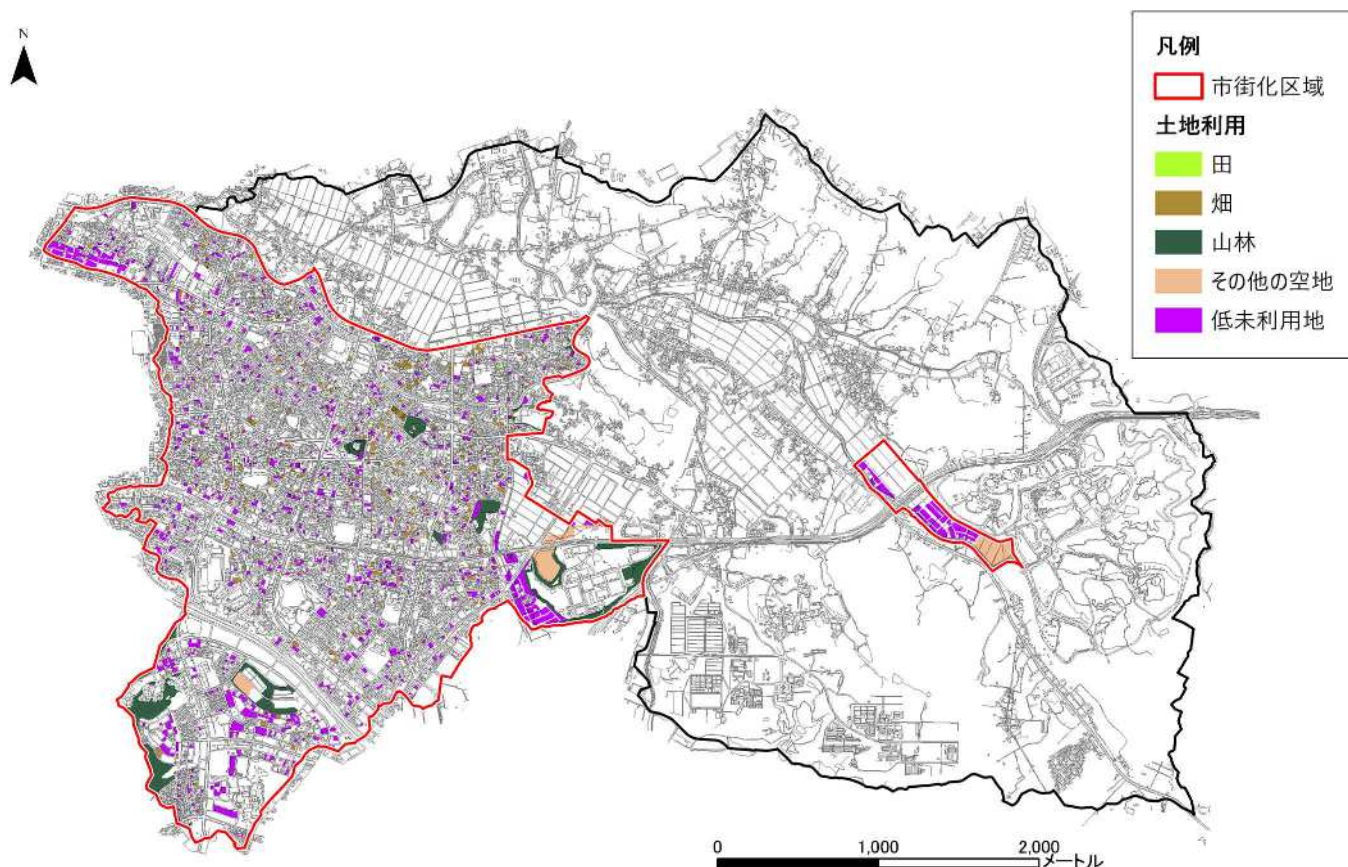 N
凡例
市街化区域
土地利用
田
畑
山林
その他の空地
低未利用地
0 1,000 2,000
メートル